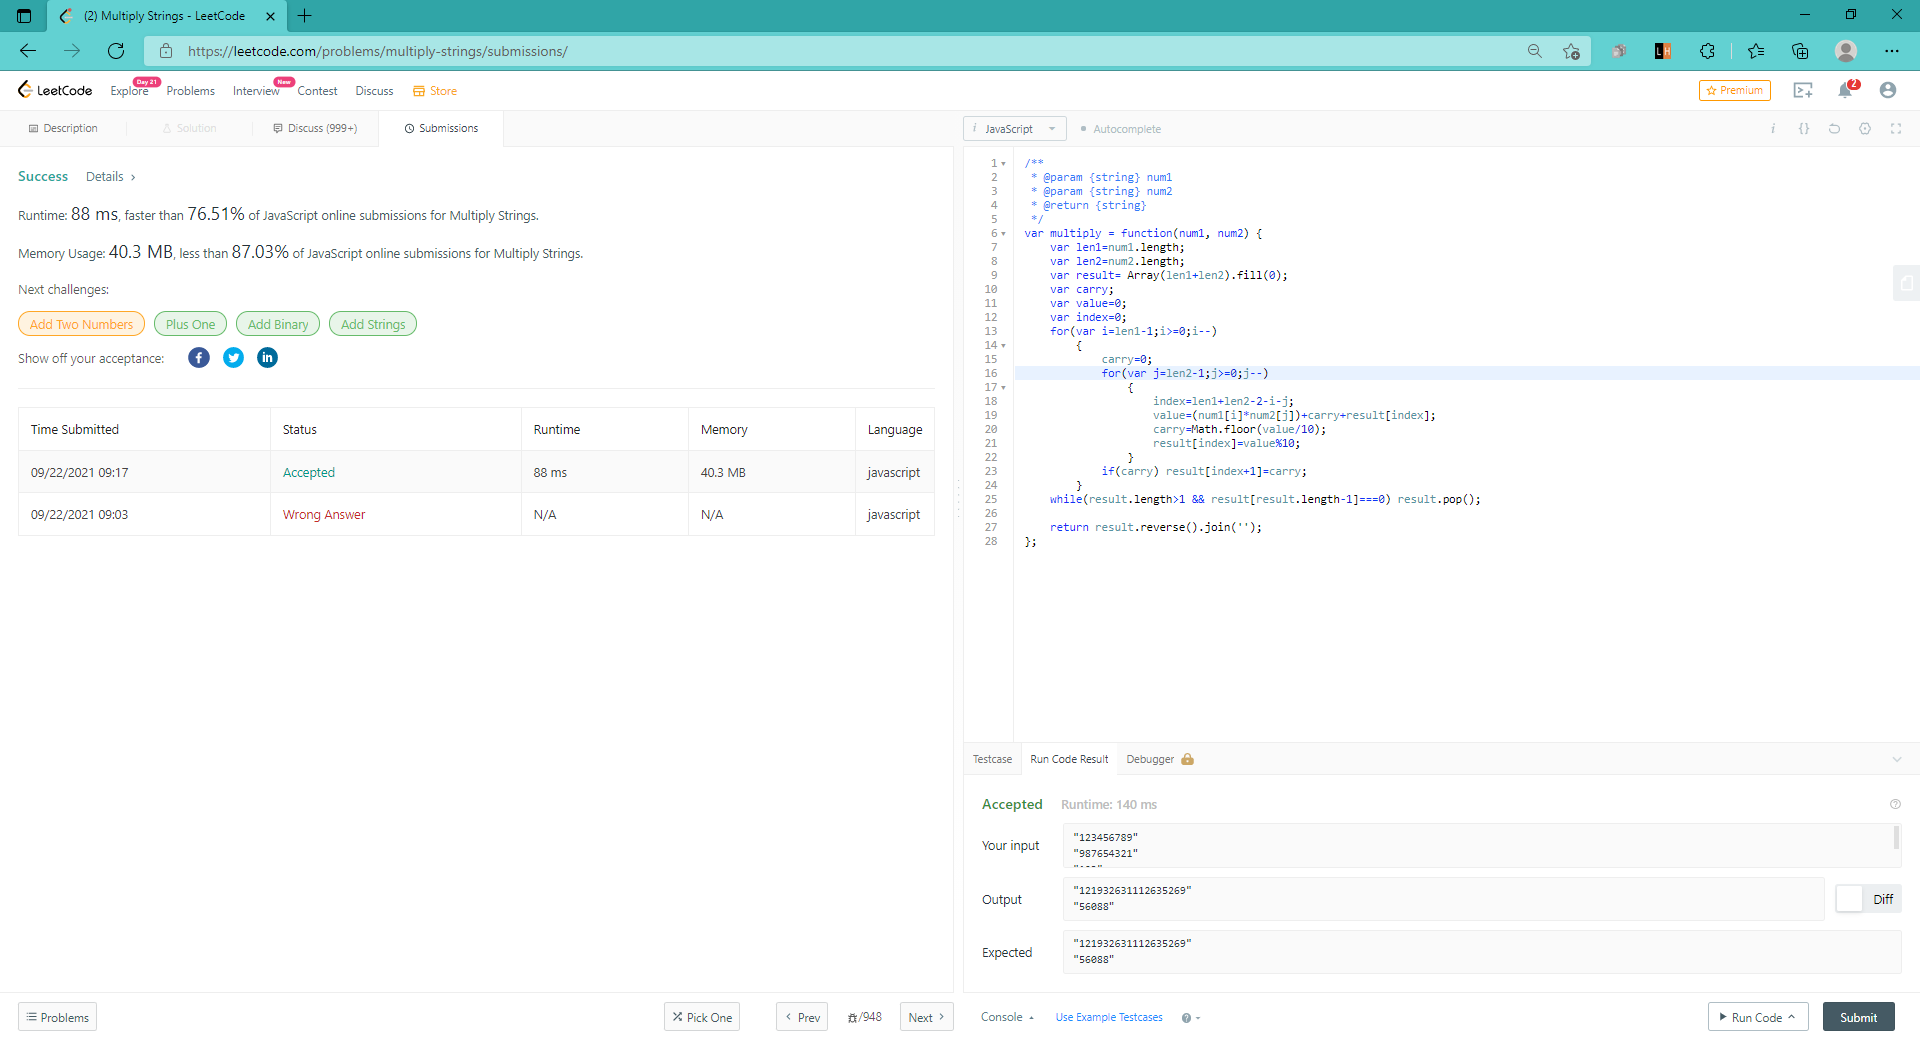 (2) Multiply Strings - LeetCode
https://leetcode.com/problems/multiply-strings/submissions/
LH
LeetCode
Explore
Day 21
Problems
Interview
New
Contest
Discuss
Store
Premium
2
Description
Solution
Discuss (999+)
Submissions
i JavaScript
Autocomplete
i {}
Success Details
Runtime: 88 ms, faster than 76.51% of JavaScript online submissions for Multiply Strings.
Memory Usage: 40.3 MB, less than 87.03% of JavaScript online submissions for Multiply Strings.
Next challenges:
Add Two Numbers Plus One Add Binary Add Strings
Show off your acceptance:
Time Submitted Status Runtime Memory Language
09/22/2021 09:17 Accepted 88 ms 40.3 MB javascript
09/22/2021 09:03 Wrong Answer N/A N/A javascript
1 /**
2 * @param {string} num1
3 * @param {string} num2
4 * @return {string}
5 */
6 var multiply = function(num1, num2) {
7 var len1=num1.length;
8 var len2=num2.length;
9 var result= Array(len1+len2).fill(0);
10 var carry;
11 var value=0;
12 var index=0;
13 for(var i=len1-1;i>=0;i--)
14 {
15 carry=0;
16 for(var j=len2-1;j>=0;j--)
17 {
18 index=len1+len2-2-i-j;
19 value=(num1[i]*num2[j])+carry+result[index];
20 carry=Math.floor(value/10);
21 result[index]=value%10;
22 }
23 if(carry) result[index+1]=carry;
24 }
25 while(result.length>1 && result[result.length-1]===0) result.pop();
26
27 return result.reverse().join('');
28 };
Testcase Run Code Result Debugger
Accepted Runtime: 140 ms
Your input
"123456789"
"987654321"
Output
"121932631112635269"
"56088"
Diff
Expected
"121932631112635269"
"56088"
Problems
Pick One
Prev
/948
Next
Console
Use Example Testcases
Run Code
Submit